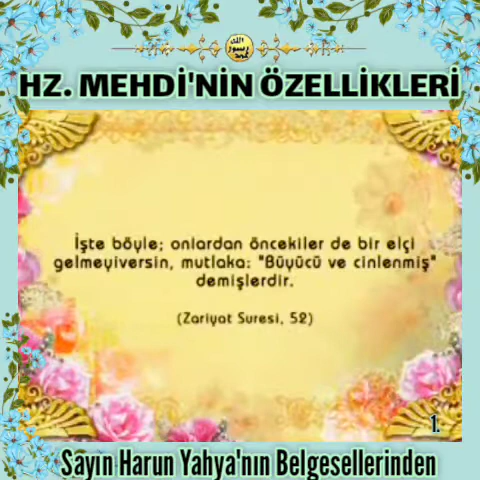 HZ. MEHDİ'NİN ÖZELLİKLERİ
İşte böyle; onlardan öncekiler de bir elçi
gelmeyiversin, mutlaka: "Büyücü ve cinlenmiş"
demişlerdir.
(Zariyat Suresi, 52)
1.
Sayın Harun Yahya'nın Belgesellerinden